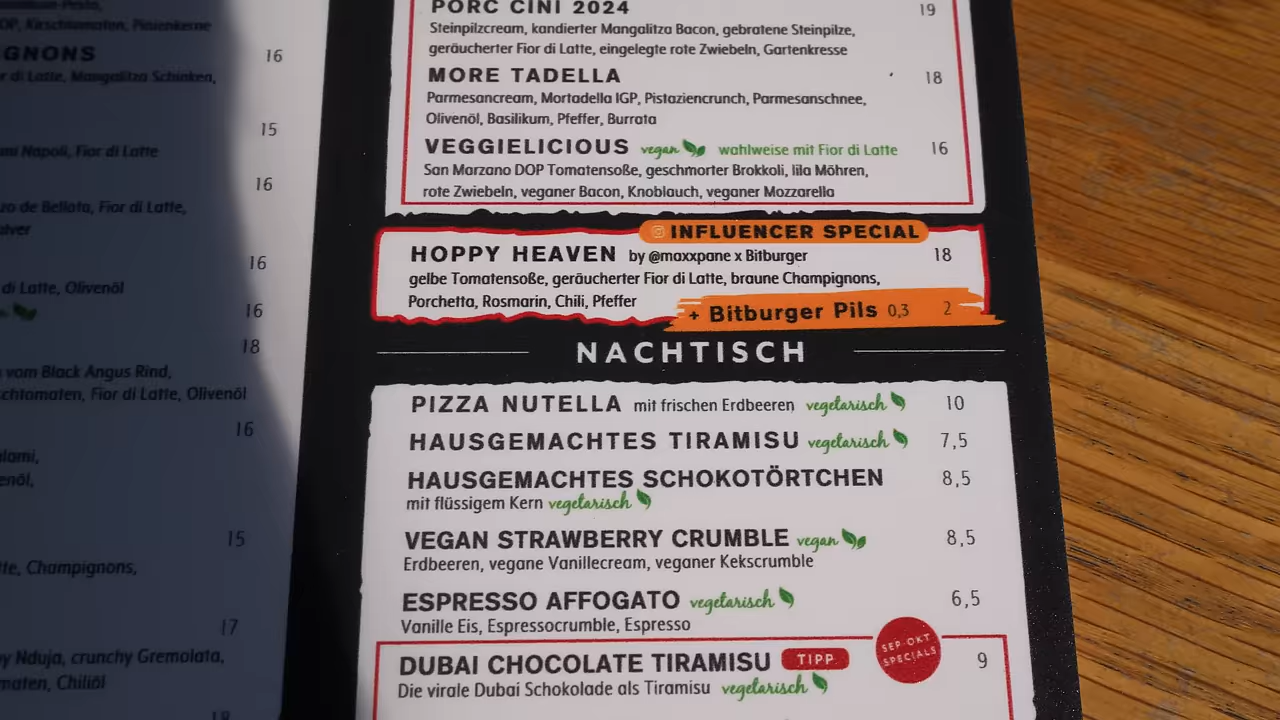 DOP, Kirschtomaten, Pinienkerne
GNONS 16
or di Latte, Mangalitza Schinken,
15
Napoli, Fior di Latte
16
de Bellota, Fior di Latte,
16
di Latte, Olivenöl
16
18
vom Black Angus Rind,
Fior di Latte, Olivenöl
16
15
Champignons,
17
Nduja, crunchy Gremolata,
Chiliöl
18
PORC CINI 2024 19
Steinpilzcream, kandierter Mangalitza Bacon, gebratene Steinpilze,
geräucherter Fior di Latte, eingelegte rote Zwiebeln, Gartenkresse
MORE TADELLA 18
Parmesancream, Mortadella IGP, Pistaziencrunch, Parmesanschnee,
Olivenöl, Basilikum, Pfeffer, Burrata
VEGGIELICIOUS vegan wahlweise mit Fior di Latte 16
San Marzano DOP Tomatensoße, geschmorter Brokkoli, lila Möhren,
rote Zwiebeln, veganer Bacon, Knoblauch, veganer Mozzarella
INFLUENCER SPECIAL
HOPPY HEAVEN by @maxxpane x Bitburger 18
gelbe Tomatensoße, geräucherter Fior di Latte, braune Champignons,
Porchetta, Rosmarin, Chili, Pfeffer
+ Bitburger Pils 0,3 2
NACHTISCH
PIZZA NUTELLA mit frischen Erdbeeren vegetarisch 10
HAUSGEMACHTES TIRAMISU vegetarisch 7,5
HAUSGEMACHTES SCHOKOTÖRTCHEN 8,5
mit flüssigem Kern vegetarisch
VEGAN STRAWBERRY CRUMBLE vegan 8,5
Erdbeeren, vegane Vanillecream, veganer Kekscrumble
ESPRESSO AFFOGATO vegetarisch 6,5
Vanille Eis, Espressocrumble, Espresso
SEP-OKT
SPECIALS
DUBAI CHOCOLATE TIRAMISU TIPP 9
Die virale Dubai Schokolade als Tiramisu vegetarisch